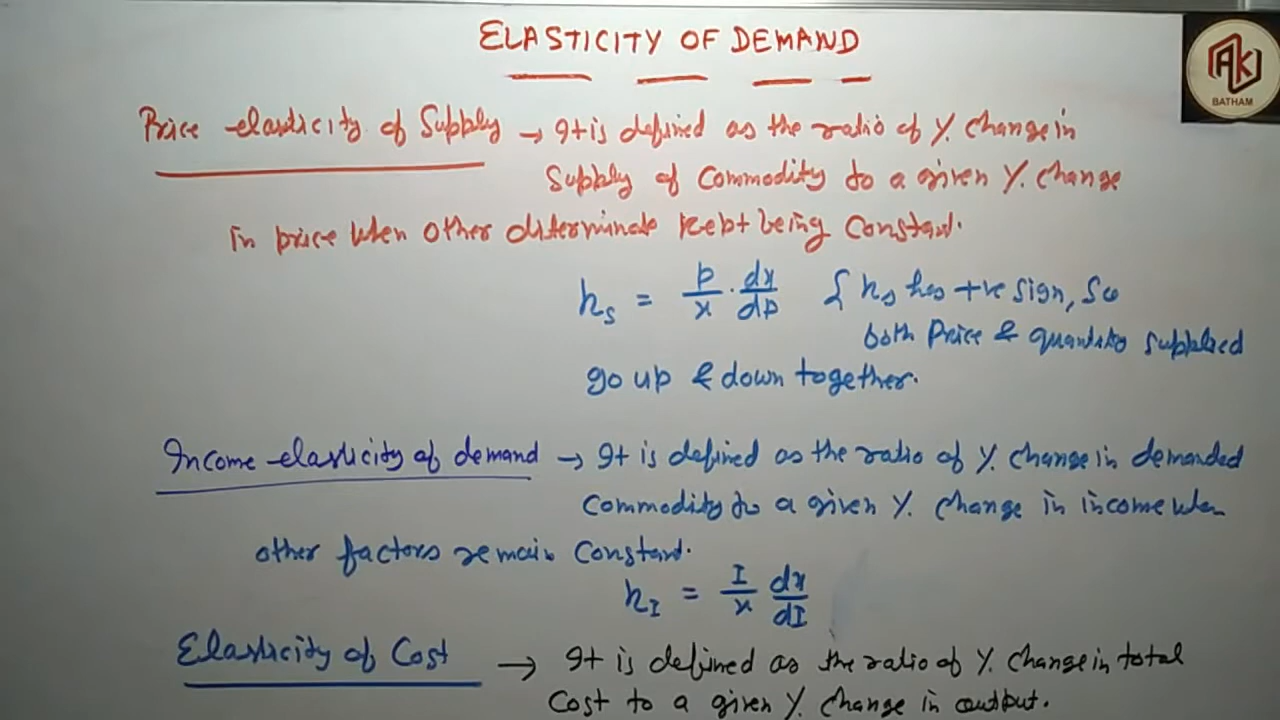 ELASTICITY OF DEMAND
AK
BATHAM
Price elasticity of Supply → It is defined as the ratio of % change in
Supply of Commodity to a given % change
in price when other determinate kept being Constant.
ηs = p/x · dx/dp { ηs has +ve sign, So
both Price & quantity supplied
go up & down together.
Income elasticity of demand → It is defined as the ratio of % change in demanded
Commodity to a given % change in income when
other factors remain Constant.
ηI = I/x dx/dI
Elasticity of Cost → It is defined as the ratio of % change in total
Cost to a given % change in output.